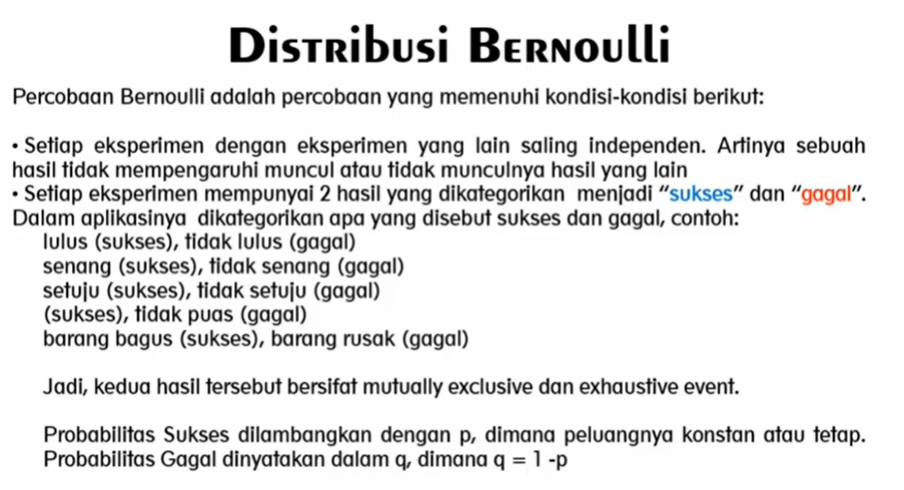 Distribusi Bernoulli
Percobaan Bernoulli adalah percobaan yang memenuhi kondisi-kondisi berikut:
• Setiap eksperimen dengan eksperimen yang lain saling independen. Artinya sebuah
hasil tidak mempengaruhi muncul atau tidak munculnya hasil yang lain
• Setiap eksperimen mempunyai 2 hasil yang dikategorikan menjadi “sukses” dan “gagal”.
Dalam aplikasinya dikategorikan apa yang disebut sukses dan gagal, contoh:
lulus (sukses), tidak lulus (gagal)
senang (sukses), tidak senang (gagal)
setuju (sukses), tidak setuju (gagal)
(sukses), tidak puas (gagal)
barang bagus (sukses), barang rusak (gagal)
Jadi, kedua hasil tersebut bersifat mutually exclusive dan exhaustive event.
Probabilitas Sukses dilambangkan dengan p, dimana peluangnya konstan atau tetap.
Probabilitas Gagal dinyatakan dalam q, dimana q = 1 -p